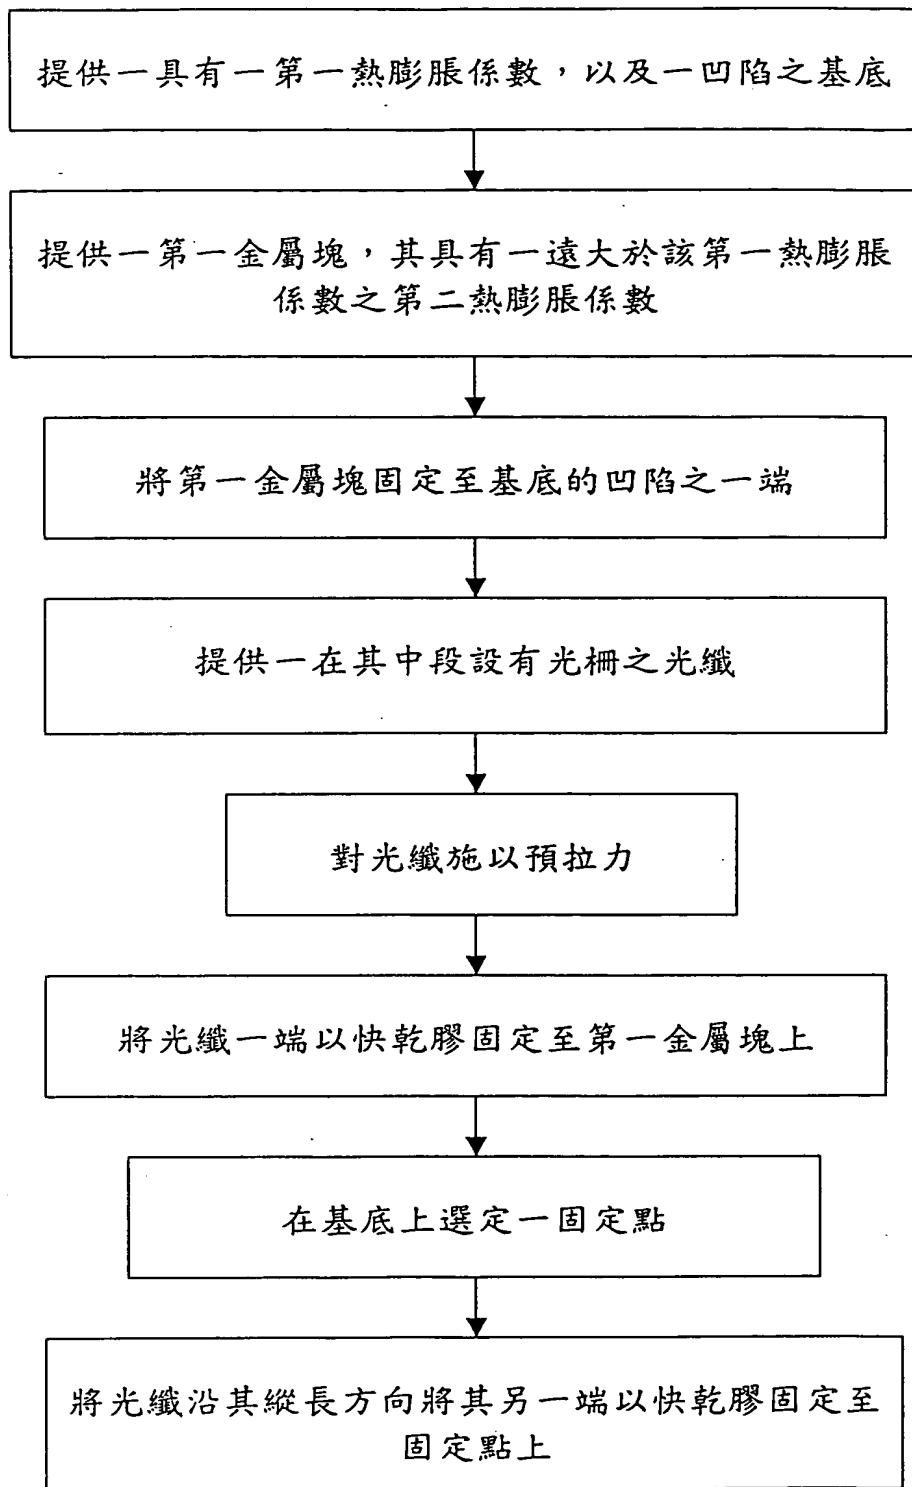 提供一具有一第一熱膨脹係數，以及一凹陷之基底
提供一第一金屬塊，其具有一遠大於該第一熱膨脹
係數之第二熱膨脹係數
將第一金屬塊固定至基底的凹陷之一端
提供一在其中段設有光柵之光纖
對光纖施以預拉力
將光纖一端以快乾膠固定至第一金屬塊上
在基底上選定一固定點
將光纖沿其縱長方向將其另一端以快乾膠固定至
固定點上